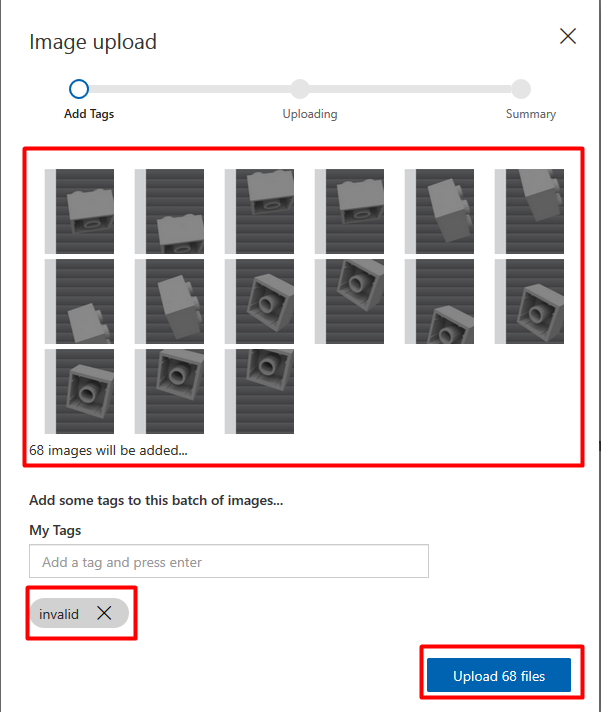 Image upload
Add Tags Uploading Summary
68 images will be added...
Add some tags to this batch of images...
My Tags
Add a tag and press enter
invalid
Upload 68 files